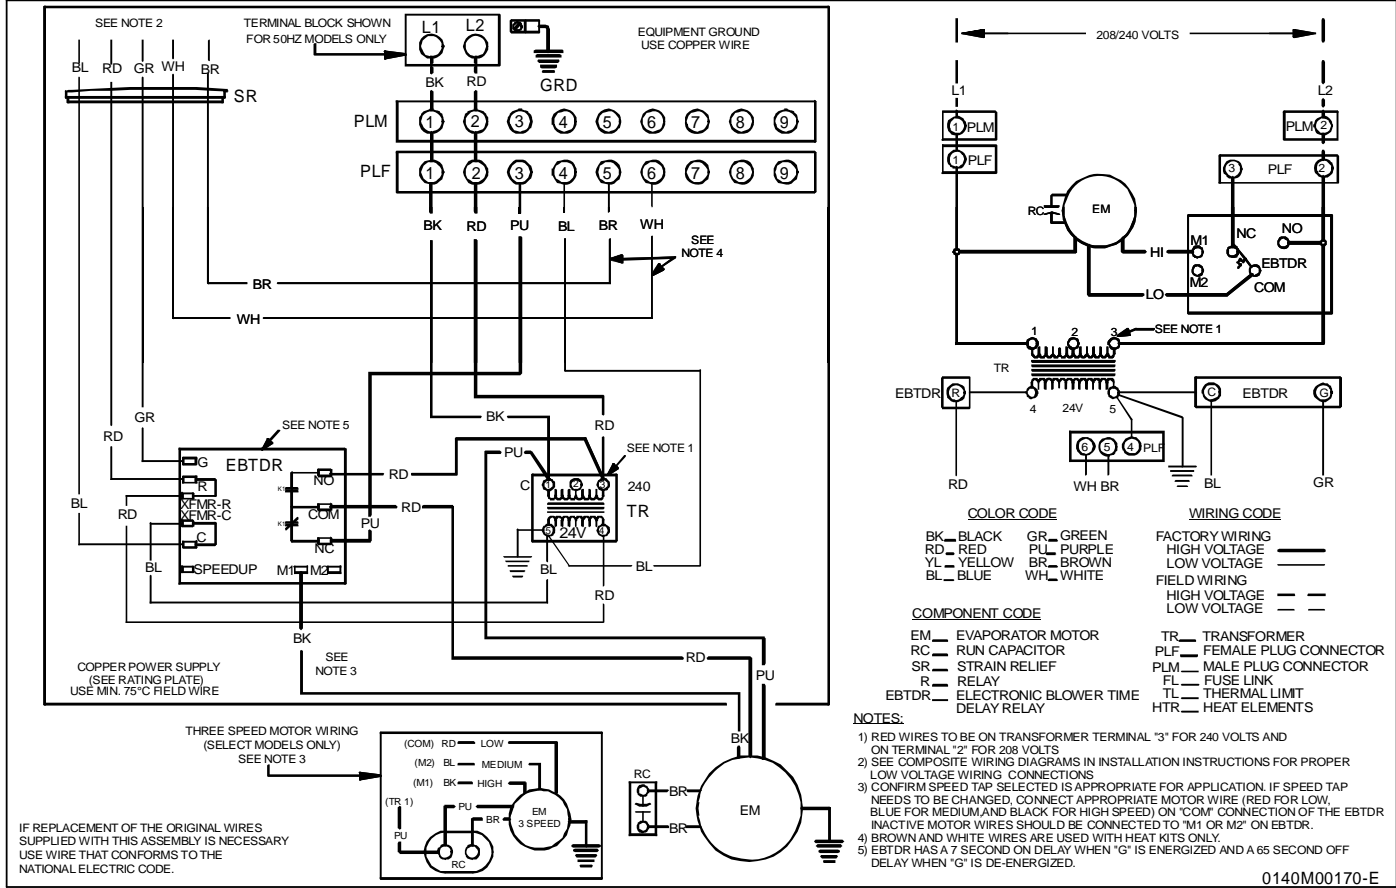 SEE NOTE 2
TERMINAL BLOCK SHOWN
FOR 50HZ MODELS ONLY
L1 L2
EQUIPMENT GROUND
USE COPPER WIRE
GRD
BL RD GR WH BR
SR
BK RD
PLM 1 2 3 4 5 6 7 8 9
PLF 1 2 3 4 5 6 7 8 9
BK RD PU BL BR WH
SEE
NOTE 4
BR
WH
GR
RD
BK
RD
SEE NOTE 5
SEE NOTE 1
PU
G
EBTDR
R
NO
RD
C 1 2 3 240
XFMR-R
XFMR-C
K1
COM
RD
TR
BL
RD
PU
K1
C
NC
5 24V 4
BL
BL
BL
SPEEDUP M1 M2
RD
BK
SEE
NOTE 3
RD
PU
COPPER POWER SUPPLY
(SEE RATING PLATE)
USE MIN. 75°C FIELD WIRE
THREE SPEED MOTOR WIRING
(SELECT MODELS ONLY)
SEE NOTE 3
(COM) RD LOW
(M2) BL MEDIUM
(M1) BK HIGH
(TR 1)
PU
BR
EM
3 SPEED
PU
RC
BK
RC
BR
BR
EM
IF REPLACEMENT OF THE ORIGINAL WIRES
SUPPLIED WITH THIS ASSEMBLY IS NECESSARY
USE WIRE THAT CONFORMS TO THE
NATIONAL ELECTRIC CODE.
208/240 VOLTS
L1 L2
1 PLM
PLM 2
1 PLF
3 PLF 2
RC
EM
M1
NC
NO
HI
EBTDR
M2
COM
LO
1 2 3
SEE NOTE 1
TR
EBTDR R
4 24V 5
C EBTDR G
6 5 4 PLF
RD
WH BR
BL
GR
COLOR CODE
BK BLACK GR GREEN
RD RED PU PURPLE
YL YELLOW BR BROWN
BL BLUE WH WHITE
WIRING CODE
FACTORY WIRING
HIGH VOLTAGE
LOW VOLTAGE
FIELD WIRING
HIGH VOLTAGE
LOW VOLTAGE
COMPONENT CODE
EM EVAPORATOR MOTOR
RC RUN CAPACITOR
SR STRAIN RELIEF
R RELAY
EBTDR ELECTRONIC BLOWER TIME
DELAY RELAY
TR TRANSFORMER
PLF FEMALE PLUG CONNECTOR
PLM MALE PLUG CONNECTOR
FL FUSE LINK
TL THERMAL LIMIT
HTR HEAT ELEMENTS
NOTES:
1) RED WIRES TO BE ON TRANSFORMER TERMINAL "3" FOR 240 VOLTS AND
ON TERMINAL "2" FOR 208 VOLTS
2) SEE COMPOSITE WIRING DIAGRAMS IN INSTALLATION INSTRUCTIONS FOR PROPER
LOW VOLTAGE WIRING CONNECTIONS
3) CONFIRM SPEED TAP SELECTED IS APPROPRIATE FOR APPLICATION. IF SPEED TAP
NEEDS TO BE CHANGED, CONNECT APPROPRIATE MOTOR WIRE (RED FOR LOW,
BLUE FOR MEDIUM,AND BLACK FOR HIGH SPEED) ON "COM" CONNECTION OF THE EBTDR
INACTIVE MOTOR WIRES SHOULD BE CONNECTED TO "M1 OR M2" ON EBTDR.
4) BROWN AND WHITE WIRES ARE USED WITH HEAT KITS ONLY.
5) EBTDR HAS A 7 SECOND ON DELAY WHEN "G" IS ENERGIZED AND A 65 SECOND OFF
DELAY WHEN "G" IS DE-ENERGIZED.
0140M00170-E